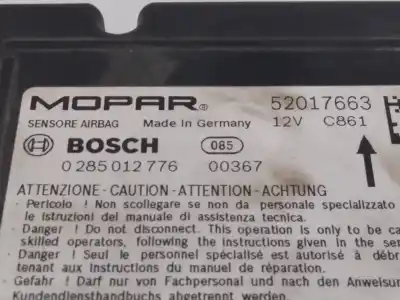 MOPAR® 52017663
SENSORE AIRBAG Made in Germany 12V C861
BOSCH 085
0 285 012 776 00367
ATTENZIONE - CAUTION - ATTENTION - ACHTUNG
· Pericolo ! Non scollegare se non da personale specializzato
le istruzioni del manuale di assistenza tecnica.
· Danger ! Do not disconnect. This operation is only to be ca
skilled operators, following the instructions given in the se
· Danger ! Seul le personnel spécialisé est autorisé à débr
tenant aux instructions du manuel de réparation.
· Gefahr ! Darf nur von Fachpersonal und nach den Anweisu
Kundendiensthandbuchs abgetrennt werden